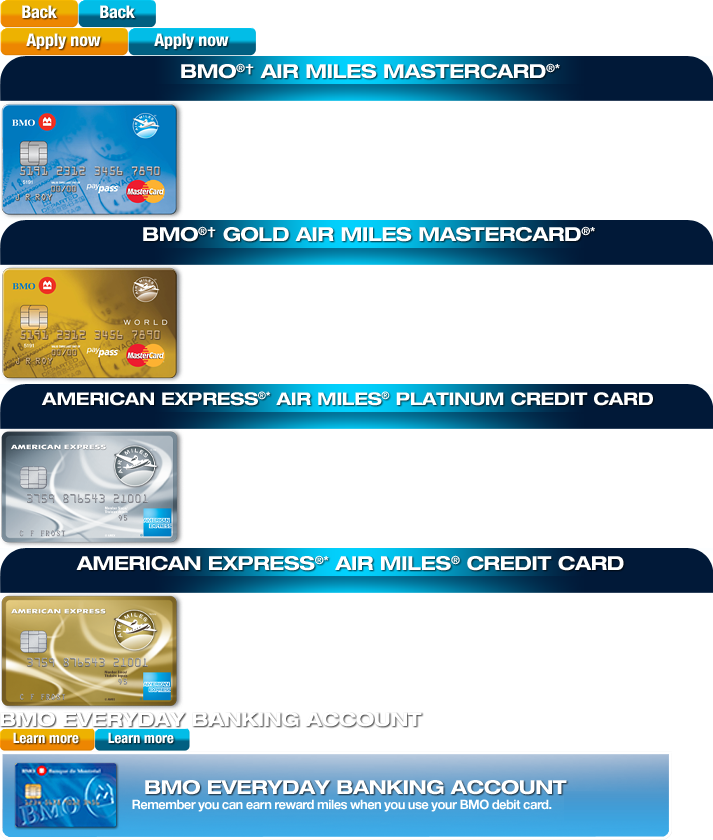 Back Back
Apply now Apply now
BMO®† AIR MILES MASTERCARD®*
BMO
AIR MILES
5191 2312 3456 7890
5191 00/00 paypass
J R ROY MasterCard
BMO®† GOLD AIR MILES MASTERCARD®*
BMO
AIR MILES
WORLD
5191 2312 3456 7890
5191 00/00 paypass
J R ROY MasterCard
AMERICAN EXPRESS®* AIR MILES® PLATINUM CREDIT CARD
AMERICAN EXPRESS
AIR MILES
3759 876543 21001
95
AMERICAN EXPRESS
C F FROST
AMERICAN EXPRESS®* AIR MILES® CREDIT CARD
AMERICAN EXPRESS
AIR MILES
3759 876543 21001
95
AMERICAN EXPRESS
C F FROST
BMO EVERYDAY BANKING ACCOUNT
Learn more Learn more
BMO Banque de Montréal
BMO
BMO EVERYDAY BANKING ACCOUNT
Remember you can earn reward miles when you use your BMO debit card.